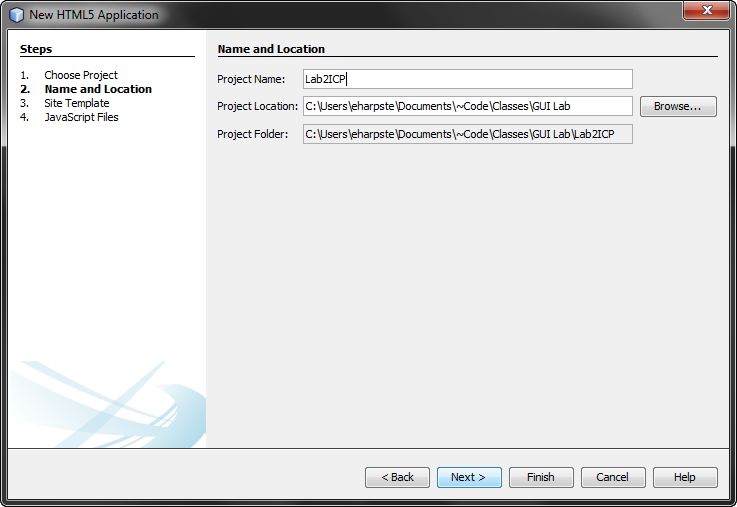 New HTML5 Application
Steps
1. Choose Project
2. Name and Location
3. Site Template
4. JavaScript Files
Name and Location
Project Name: Lab2ICP
Project Location: C:\Users\eharpste\Documents\~Code\Classes\GUI Lab Browse...
Project Folder: C:\Users\eharpste\Documents\~Code\Classes\GUI Lab\Lab2ICP
< Back Next > Finish Cancel Help